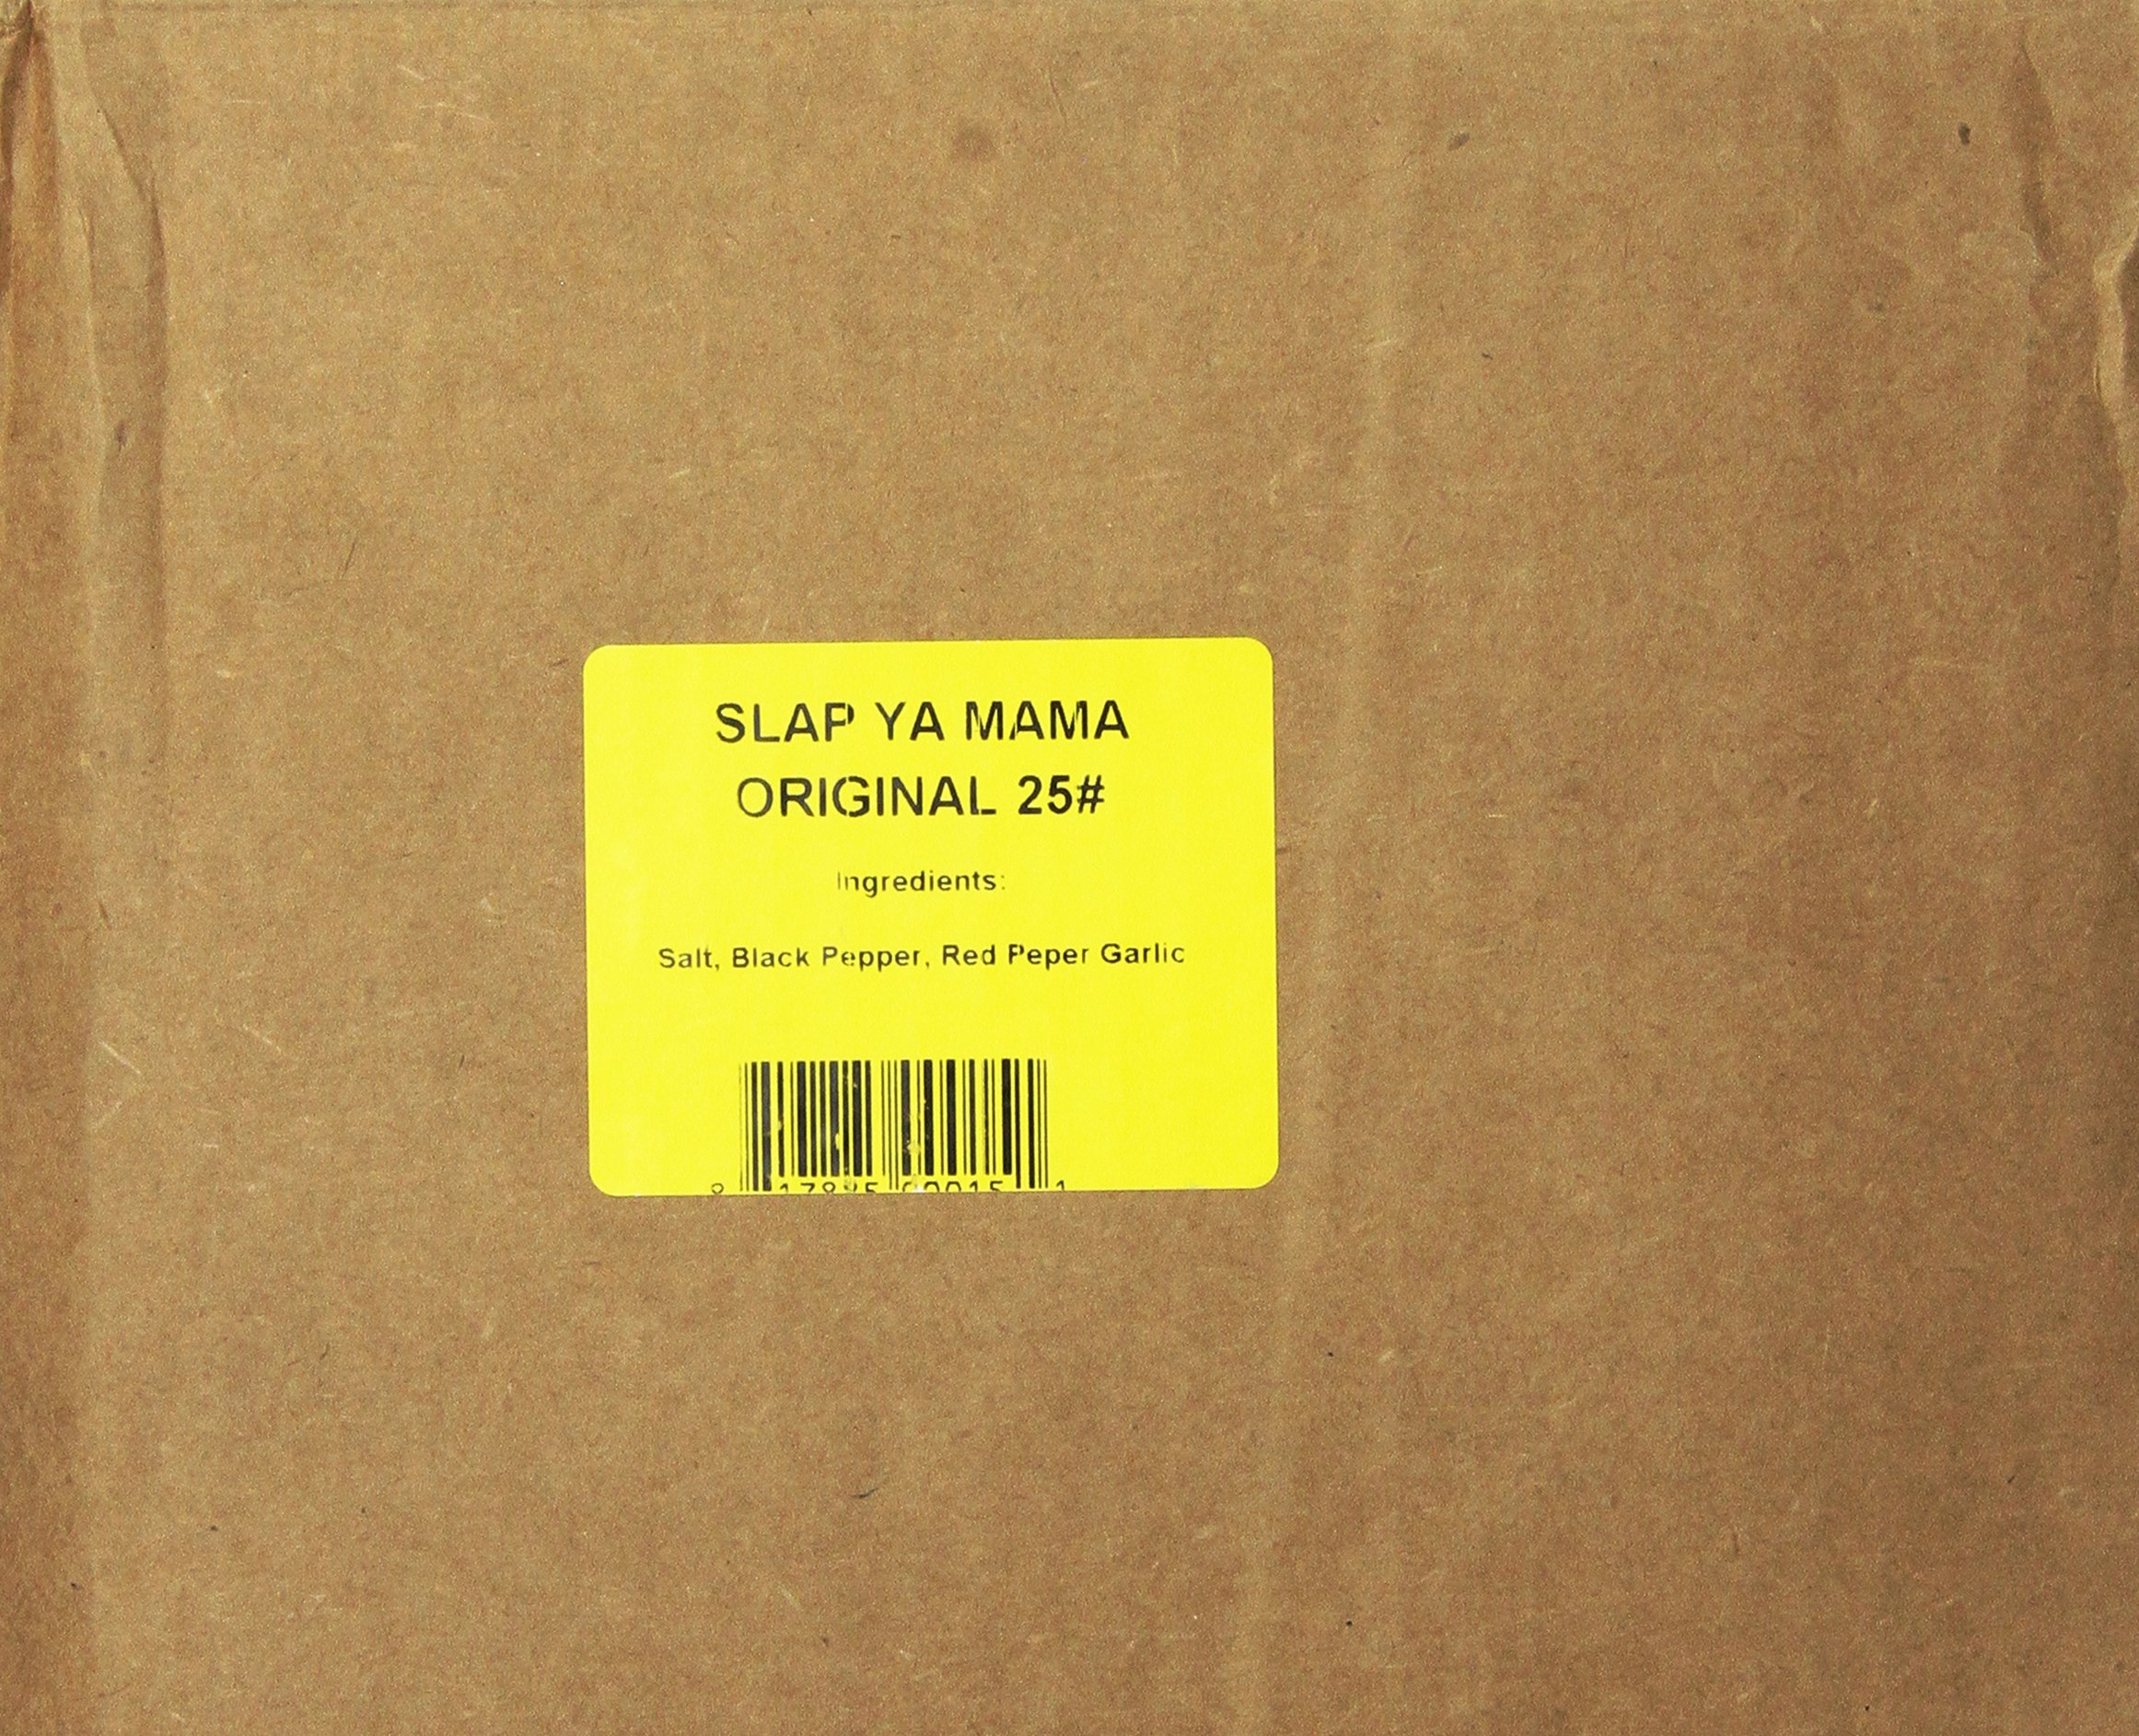 SLAP YA MAMA
ORIGINAL 25#
Ingredients:
Salt, Black Pepper, Red Peper Garlic